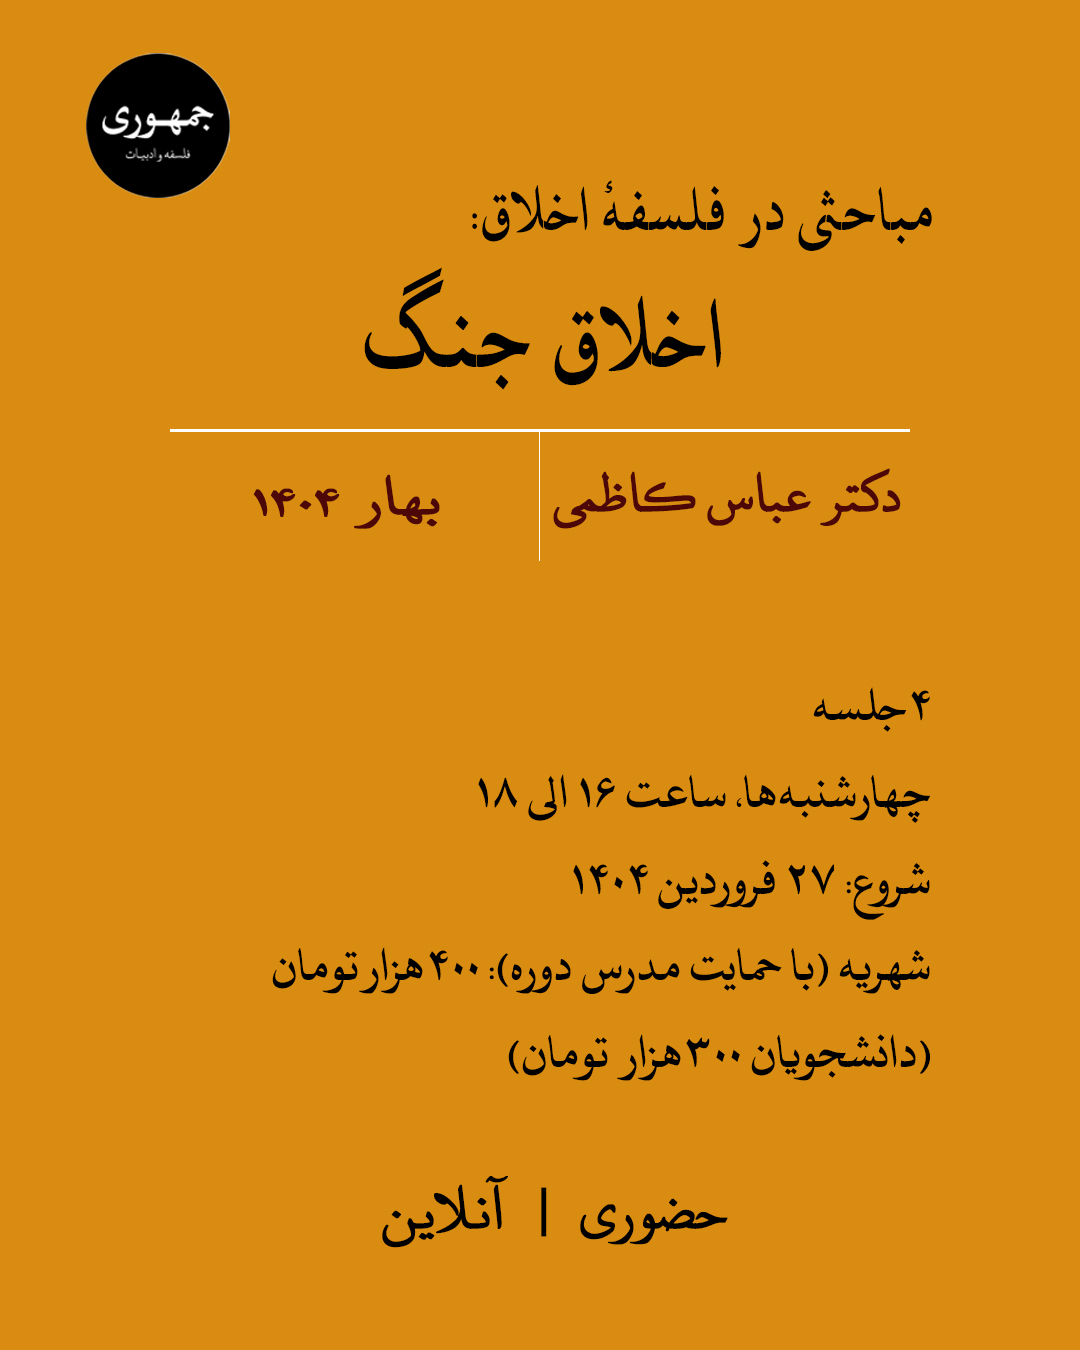 جمهوری
فلسفه و ادبیات
مباحثی در فلسفهٔ اخلاق:
اخلاق جنگ
دکتر عباس کاظمی
بهار ۱۴۰۴
۴ جلسه
چهارشنبه‌ها، ساعت ۱۶ الی ۱۸
شروع: ۲۷ فروردین ۱۴۰۴
شهریه (با حمایت مدرس دوره): ۴۰۰ هزار تومان
(دانشجویان ۳۰۰ هزار تومان)
حضوری | آنلاین